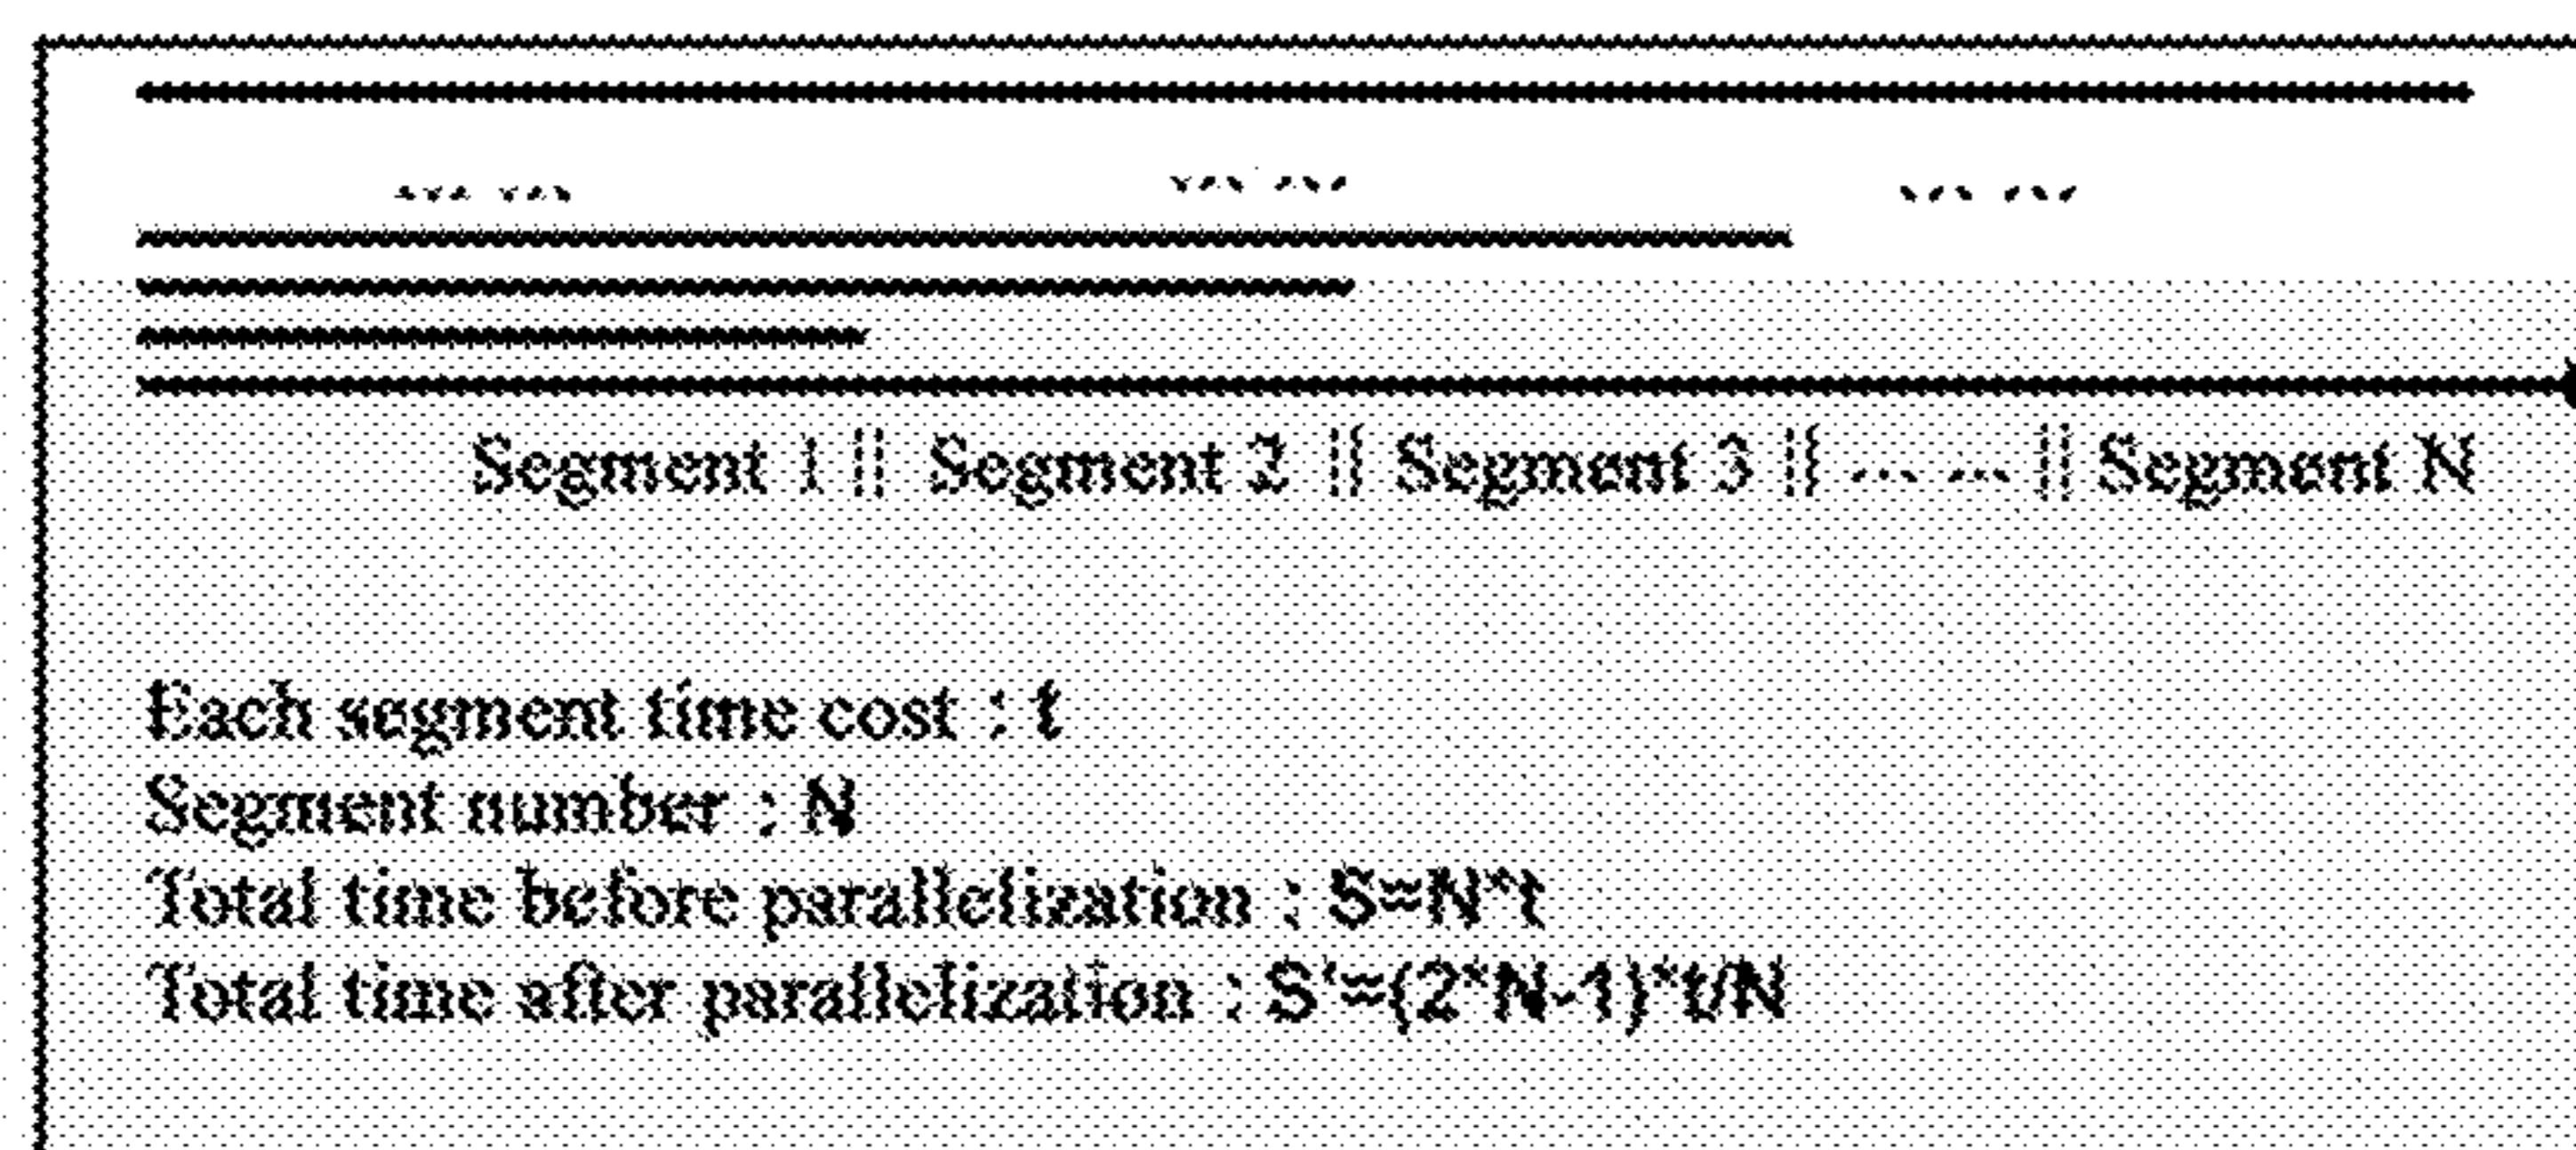 ... ... ... ... ... ...
Segment 1 || Segment 2 || Segment 3 || ... ... || Segment N
Each segment time cost : t
Segment number : N
Total time before parallelization : S≈N*t
Total time after parallelization : S'≈(2*N-1)*t/N